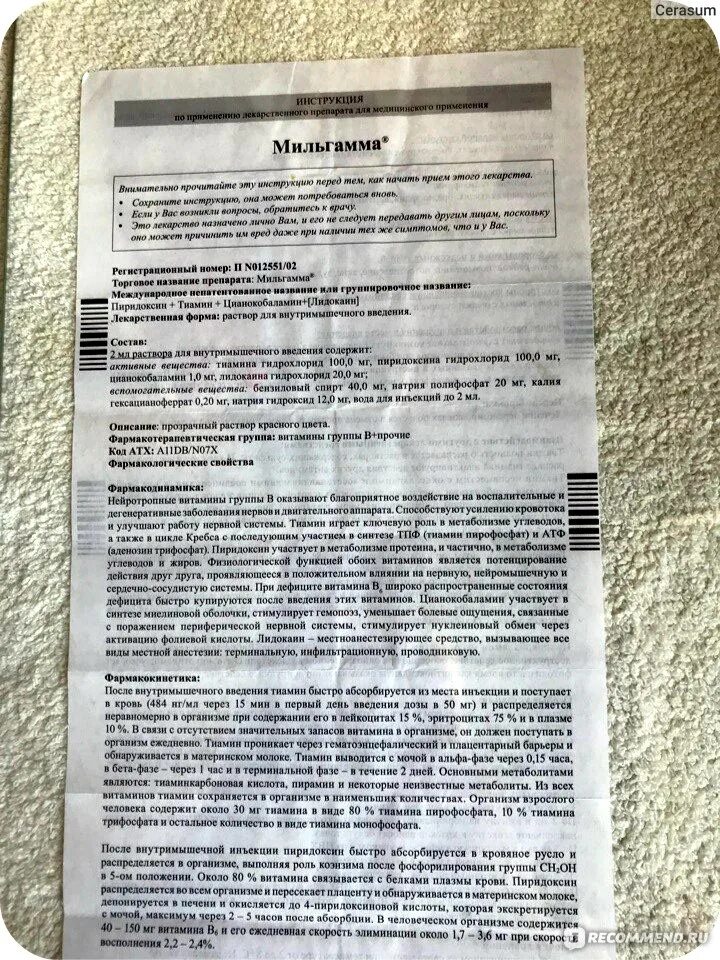 Cerasum
ИНСТРУКЦИЯ
по применению лекарственного препарата для медицинского применения
Мильгамма®
Внимательно прочитайте эту инструкцию перед тем, как начать прием этого лекарства.
• Сохраните инструкцию, она может потребоваться вновь.
• Если у Вас возникли вопросы, обратитесь к врачу.
• Это лекарство назначено лично Вам, и его не следует передавать другим лицам, поскольку
оно может причинить им вред даже при наличии тех же симптомов, что и у Вас.
Регистрационный номер: П N012551/02
Торговое название препарата: Мильгамма®
Международное непатентованное название или группировочное название:
Пиридоксин + Тиамин + Цианокобаламин+[Лидокаин]
Лекарственная форма: раствор для внутримышечного введения.
Состав:
2 мл раствора для внутримышечного введения содержит:
активные вещества: тиамина гидрохлорид 100,0 мг, пиридоксина гидрохлорид 100,0 мг,
цианокобаламин 1,0 мг, лидокаина гидрохлорид 20,0 мг;
вспомогательные вещества: бензиловый спирт 40,0 мг, натрия полифосфат 20 мг, калия
гексацианоферрат 0,20 мг, натрия гидроксид 12,0 мг, вода для инъекций до 2 мл.
Описание: прозрачный раствор красного цвета.
Фармакотерапевтическая группа: витамины группы В+прочие
Код АТХ: A11DB/N07X
Фармакологические свойства
Фармакодинамика:
Нейротропные витамины группы В оказывают благоприятное воздействие на воспалительные и
дегенеративные заболевания нервов и двигательного аппарата. Способствуют усилению кровотока
и улучшают работу нервной системы. Тиамин играет ключевую роль в метаболизме углеводов,
а также в цикле Кребса с последующим участием в синтезе ТПФ (тиамин пирофосфат) и АТФ
(аденозин трифосфат). Пиридоксин участвует в метаболизме протеина, и частично, в метаболизме
углеводов и жиров. Физиологической функцией обоих витаминов является потенцирование
действия друг друга, проявляющееся в положительном влиянии на нервную, нейромышечную и
сердечно-сосудистую системы. При дефиците витамина В₆ широко распространенные состояния
дефицита быстро купируются после введения этих витаминов. Цианокобаламин участвует в
синтезе миелиновой оболочки, стимулирует гемопоэз, уменьшает болевые ощущения, связанные
с поражением периферической нервной системы, стимулирует нуклеиновый обмен через
активацию фолиевой кислоты. Лидокаин – местноанестезирующее средство, вызывающее все
виды местной анестезии: терминальную, инфильтрационную, проводниковую.
Фармакокинетика:
После внутримышечного введения тиамин быстро абсорбируется из места инъекции и поступает
в кровь (484 нг/мл через 15 мин в первый день введения дозы в 50 мг) и распределяется
неравномерно в организме при содержании его в лейкоцитах 15 %, эритроцитах 75 % и в плазме
10 %. В связи с отсутствием значительных запасов витамина в организме, он должен поступать в
организм ежедневно. Тиамин проникает через гематоэнцефалический и плацентарный барьеры и
обнаруживается в материнском молоке. Тиамин выводится с мочой в альфа-фазе через 0,15 часа,
в бета-фазе – через 1 час и в терминальной фазе – в течение 2 дней. Основными метаболитами
являются: тиаминкарбоновая кислота, пирамин и некоторые неизвестные метаболиты. Из всех
витаминов тиамин сохраняется в организме в наименьших количествах. Организм взрослого
человека содержит около 30 мг тиамина в виде 80 % тиамина пирофосфата, 10 % тиамина
трифосфата и остальное количество в виде тиамина монофосфата.
После внутримышечной инъекции пиридоксин быстро абсорбируется в кровяное русло и
распределяется в организме, выполняя роль коэнзима после фосфорилирования группы CH₂OH
в 5-ом положении. Около 80 % витамина связывается с белками плазмы крови. Пиридоксин
распределяется во всем организме и пересекает плаценту и обнаруживается в материнском молоке,
депонируется в печени и окисляется до 4-пиридоксиновой кислоты, которая экскретируется
с мочой, максимум через 2 – 5 часов после абсорбции. В человеческом организме содержится
40 – 150 мг витамина В₆ и его ежедневная скорость элиминации около 1,7 – 3,6 мг при скорости
восполнения 2,2 – 2,4%.
RECOMMEND.RU